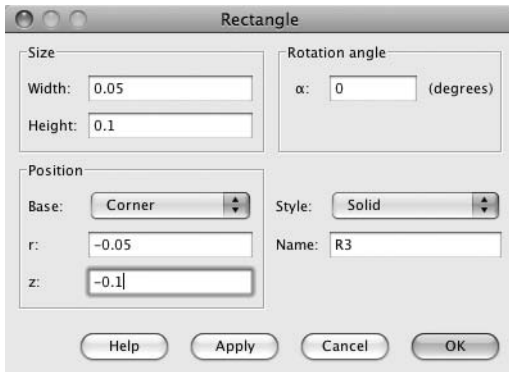 Rectangle
Size
Width: 0.05
Height: 0.1
Rotation angle
α: 0 (degrees)
Position
Base: Corner
r: -0.05
z: -0.1
Style: Solid
Name: R3
Help Apply Cancel OK